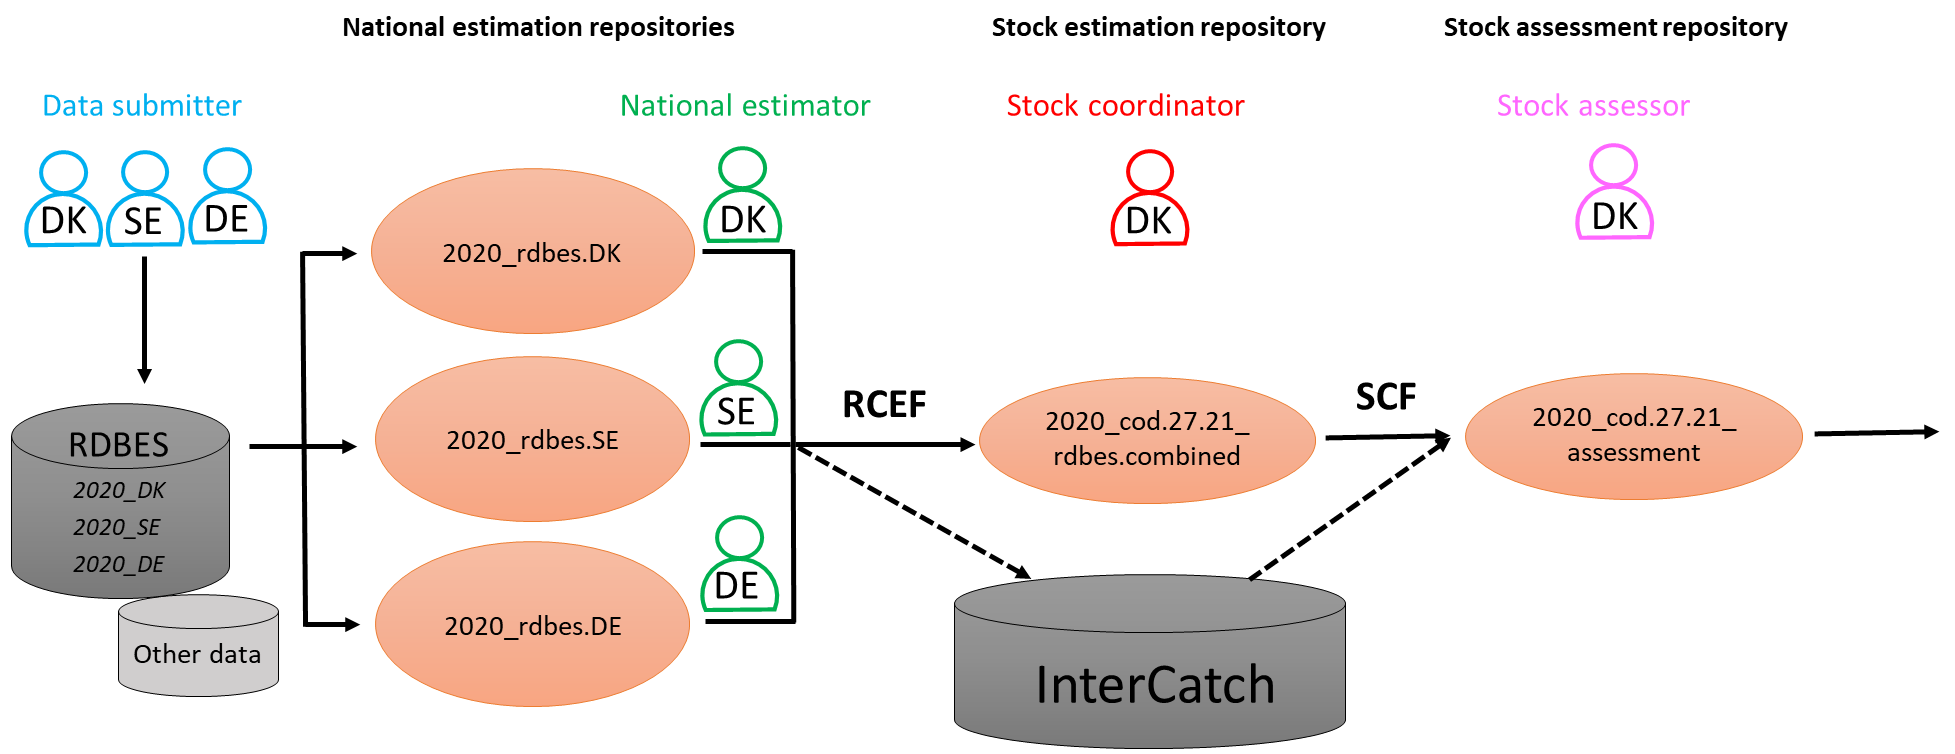 National estimation repositories
Stock estimation repository
Stock assessment repository
Data submitter
National estimator
Stock coordinator
Stock assessor
DK
SE
DE
DK
DK
DK
2020_rdbes.DK
SE
RCEF
SCF
2020_rdbes.SE
2020_cod.27.21_
rdbes.combined
2020_cod.27.21_
assessment
RDBES
2020_DK
2020_SE
2020_DE
DE
2020_rdbes.DE
Other data
InterCatch